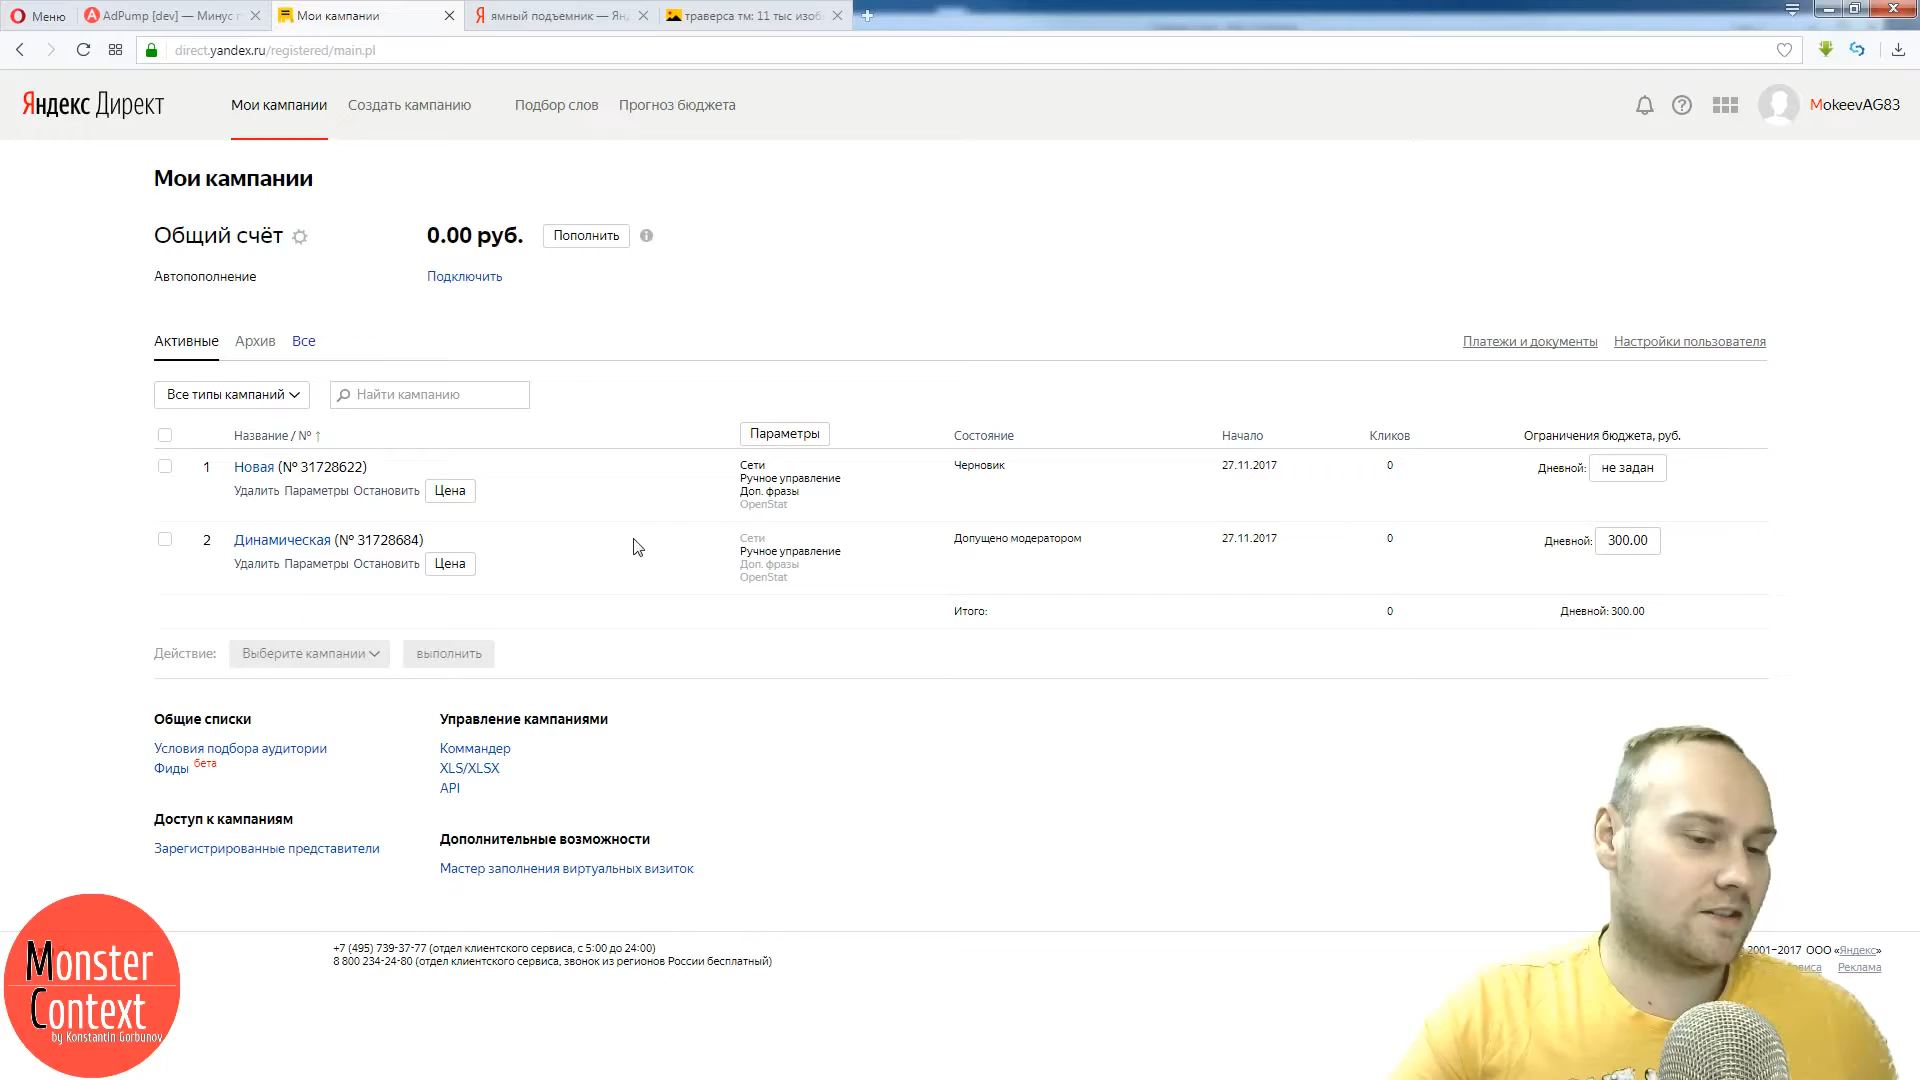 Меню
AdPump [dev] — Минус
Мои кампании
ямный подъемник — Ян
траверса тм: 11 тыс изоб
direct.yandex.ru/registered/main.pl
Яндекс Директ
Мои кампании
Создать кампанию
Подбор слов
Прогноз бюджета
MokeevAG83
Мои кампании
Общий счёт
0.00 руб.
Пополнить
Автопополнение
Подключить
Активные
Архив
Все
Платежи и документы
Настройки пользователя
Все типы кампаний
Найти кампанию
Название / № ↑
Параметры
Состояние
Начало
Кликов
Ограничения бюджета, руб.
1
Новая (№ 31728622)
Удалить Параметры Остановить Цена
Сети
Ручное управление
Доп. фразы
OpenStat
Черновик
27.11.2017
0
Дневной: не задан
2
Динамическая (№ 31728684)
Удалить Параметры Остановить Цена
Сети
Ручное управление
Доп. фразы
OpenStat
Допущено модератором
27.11.2017
0
Дневной: 300.00
Итого:
0
Дневной: 300.00
Действие:
Выберите кампании
выполнить
Общие списки
Условия подбора аудитории
Фиды бета
Доступ к кампаниям
Зарегистрированные представители
Управление кампаниями
Коммандер
XLS/XLSX
API
Дополнительные возможности
Мастер заполнения виртуальных визиток
+7 (495) 739-37-77 (отдел клиентского сервиса, с 5:00 до 24:00)
8 800 234-24-80 (отдел клиентского сервиса, звонок из регионов России бесплатный)
2001–2017 ООО «Яндекс»
Реклама
Monster
Context
by Konstantin Gorbunov